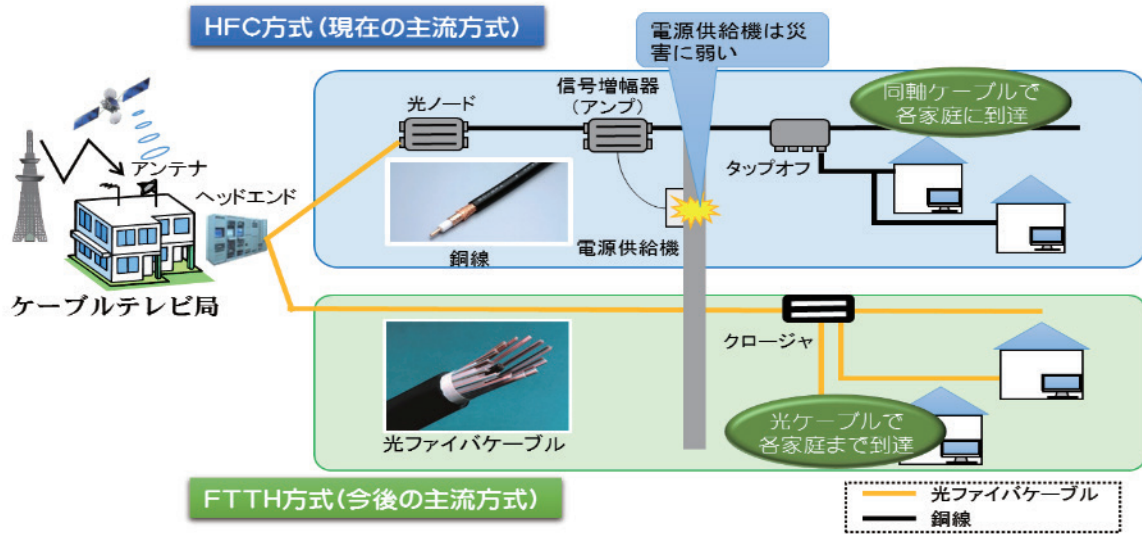 HFC方式(現在の主流方式)
電源供給機は災
害に弱い
光ノード
信号増幅器
(アンプ)
同軸ケーブルで
各家庭に到達
アンテナ
ヘッドエンド
タップオフ
銅線
電源供給機
ケーブルテレビ局
クロージャ
光ファイバケーブル
光ケーブルで
各家庭まで到達
FTTH方式(今後の主流方式)
光ファイバケーブル
銅線